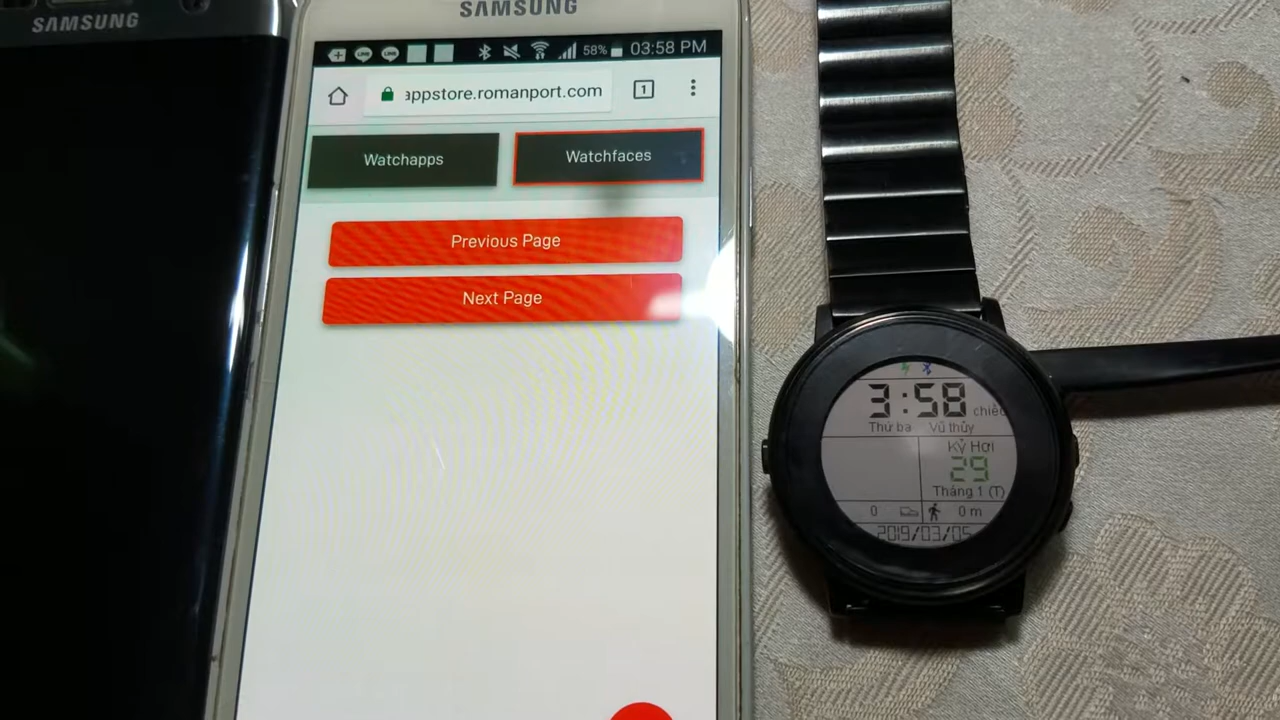 SAMSUNG
SAMSUNG
58% 03:58 PM
appstore.romanport.com
1
Watchapps
Watchfaces
Previous Page
Next Page
3:58 chiều
Thứ ba Vũ thủy
Kỷ Hợi
29
Tháng 1 (T)
0 0 m
2019/03/05